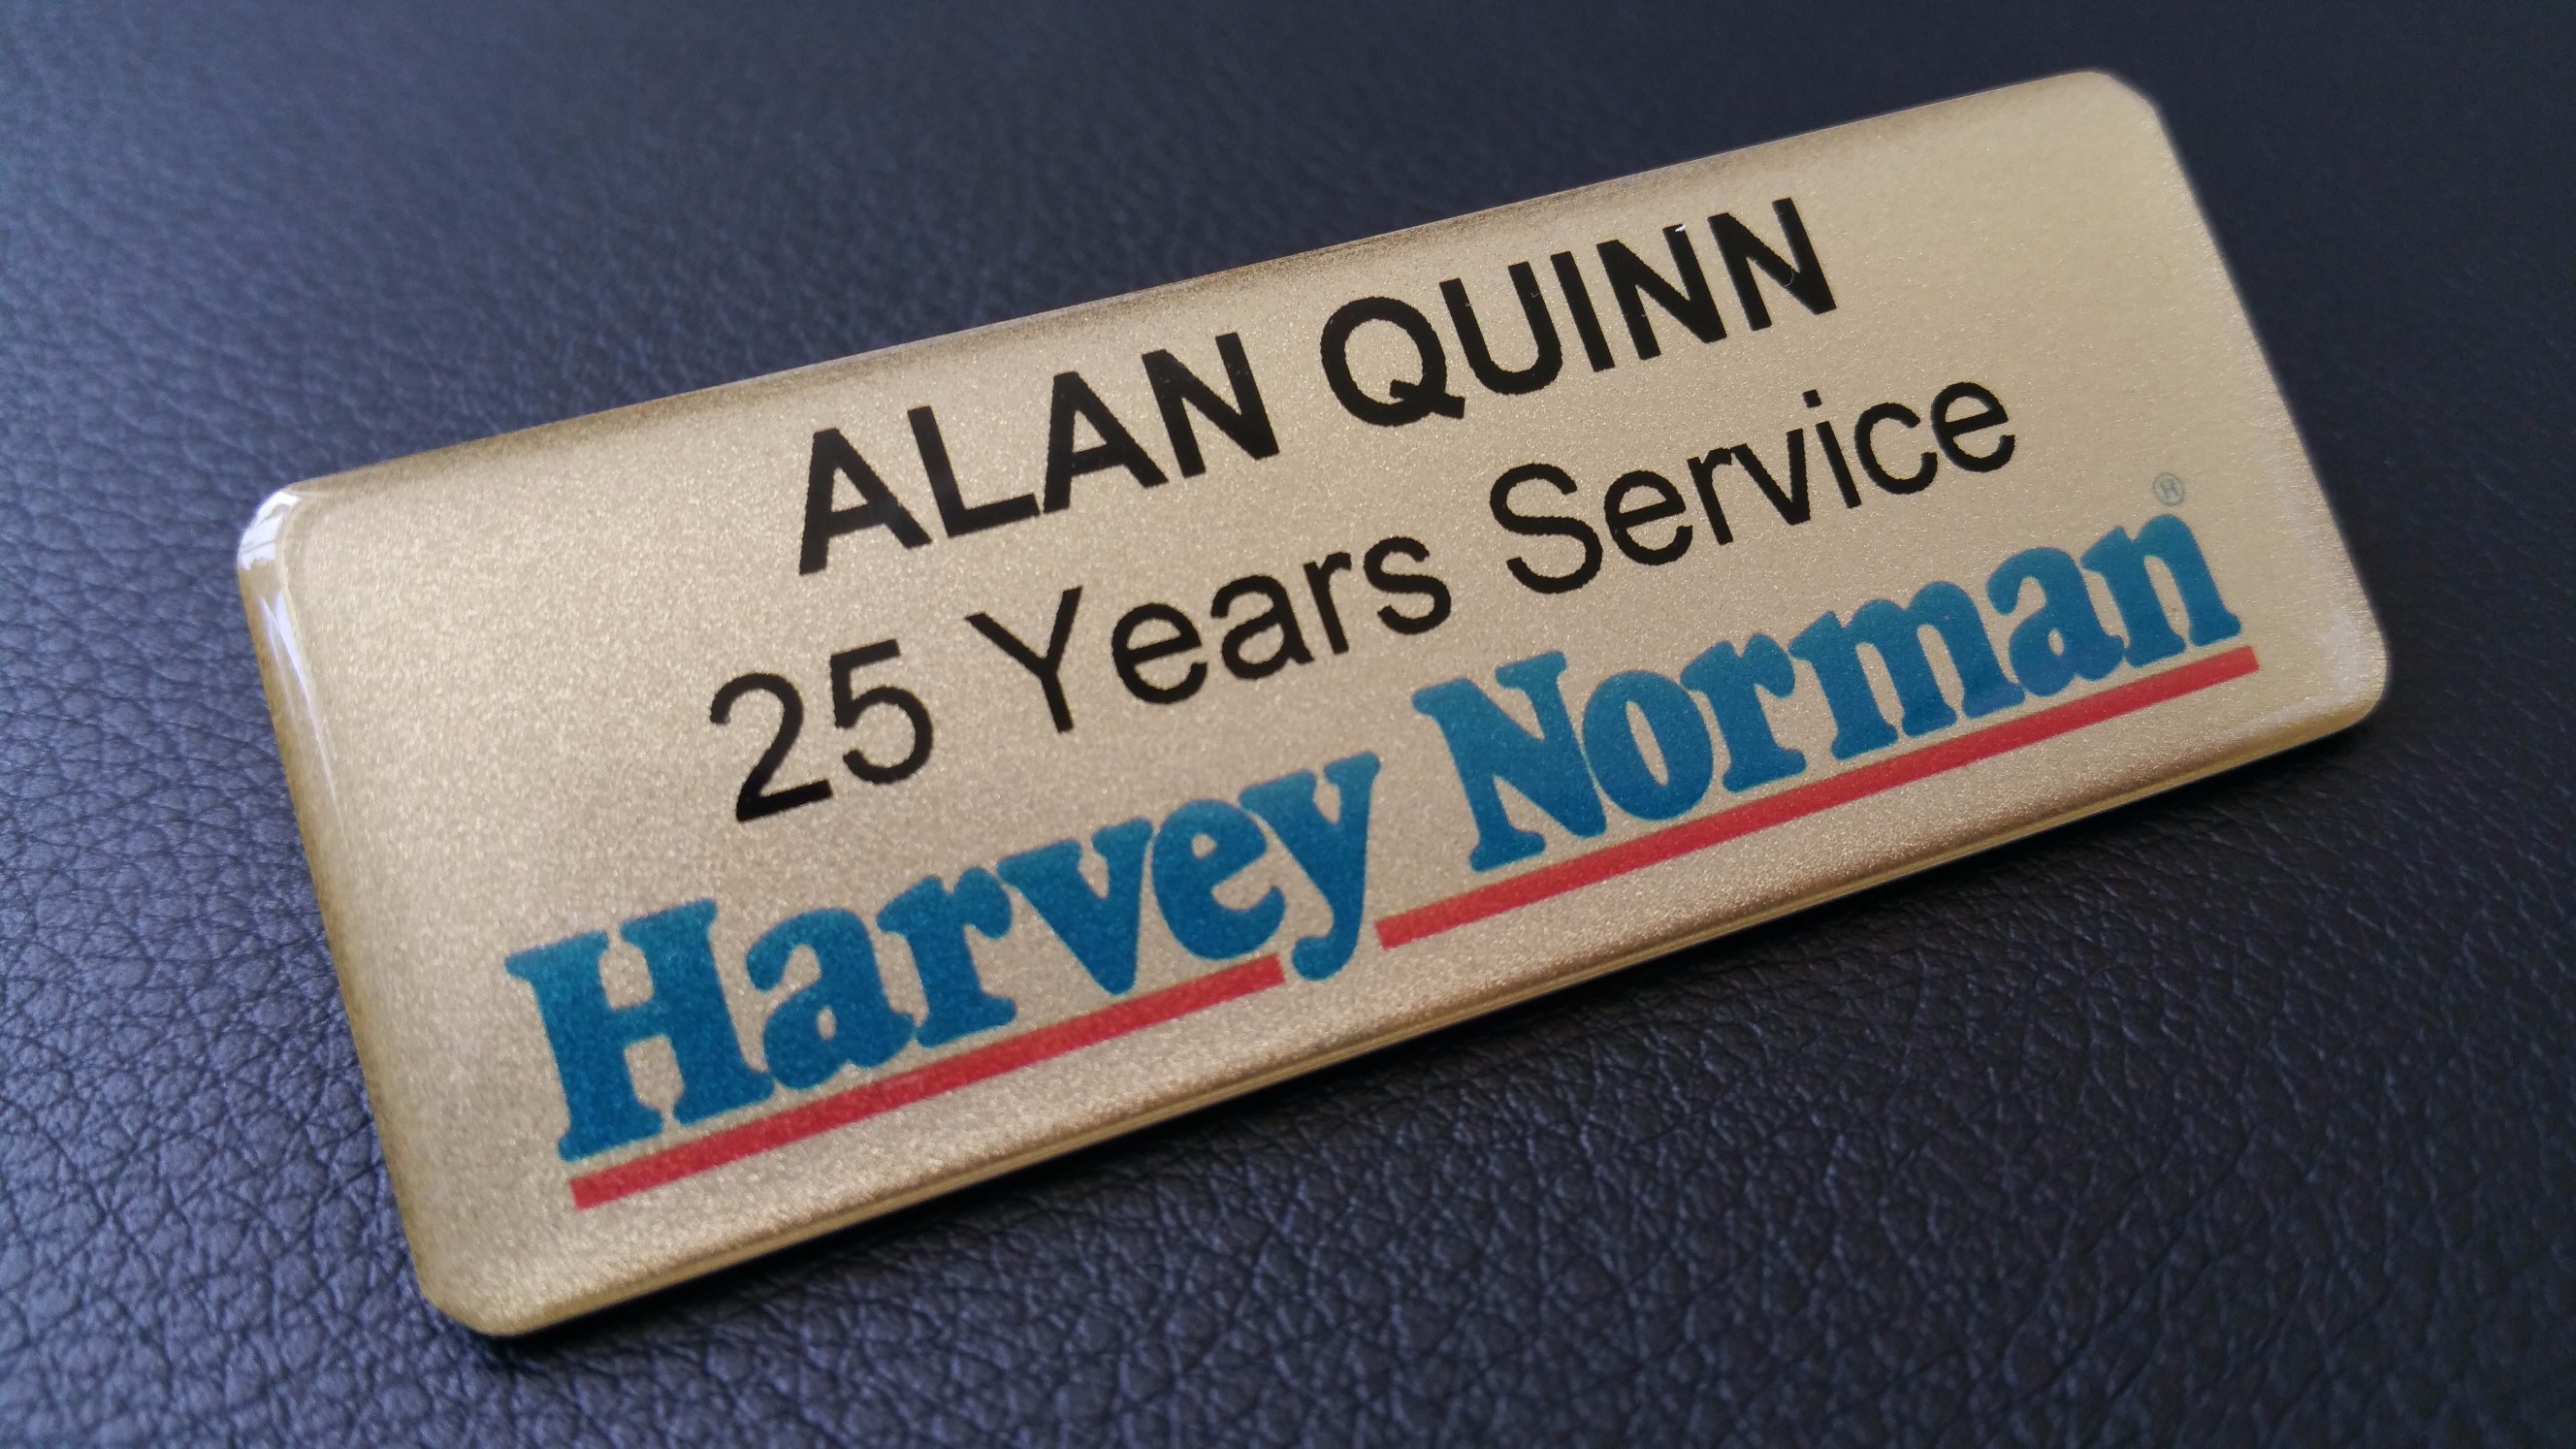 ALAN QUINN
25 Years Service
Harvey Norman®